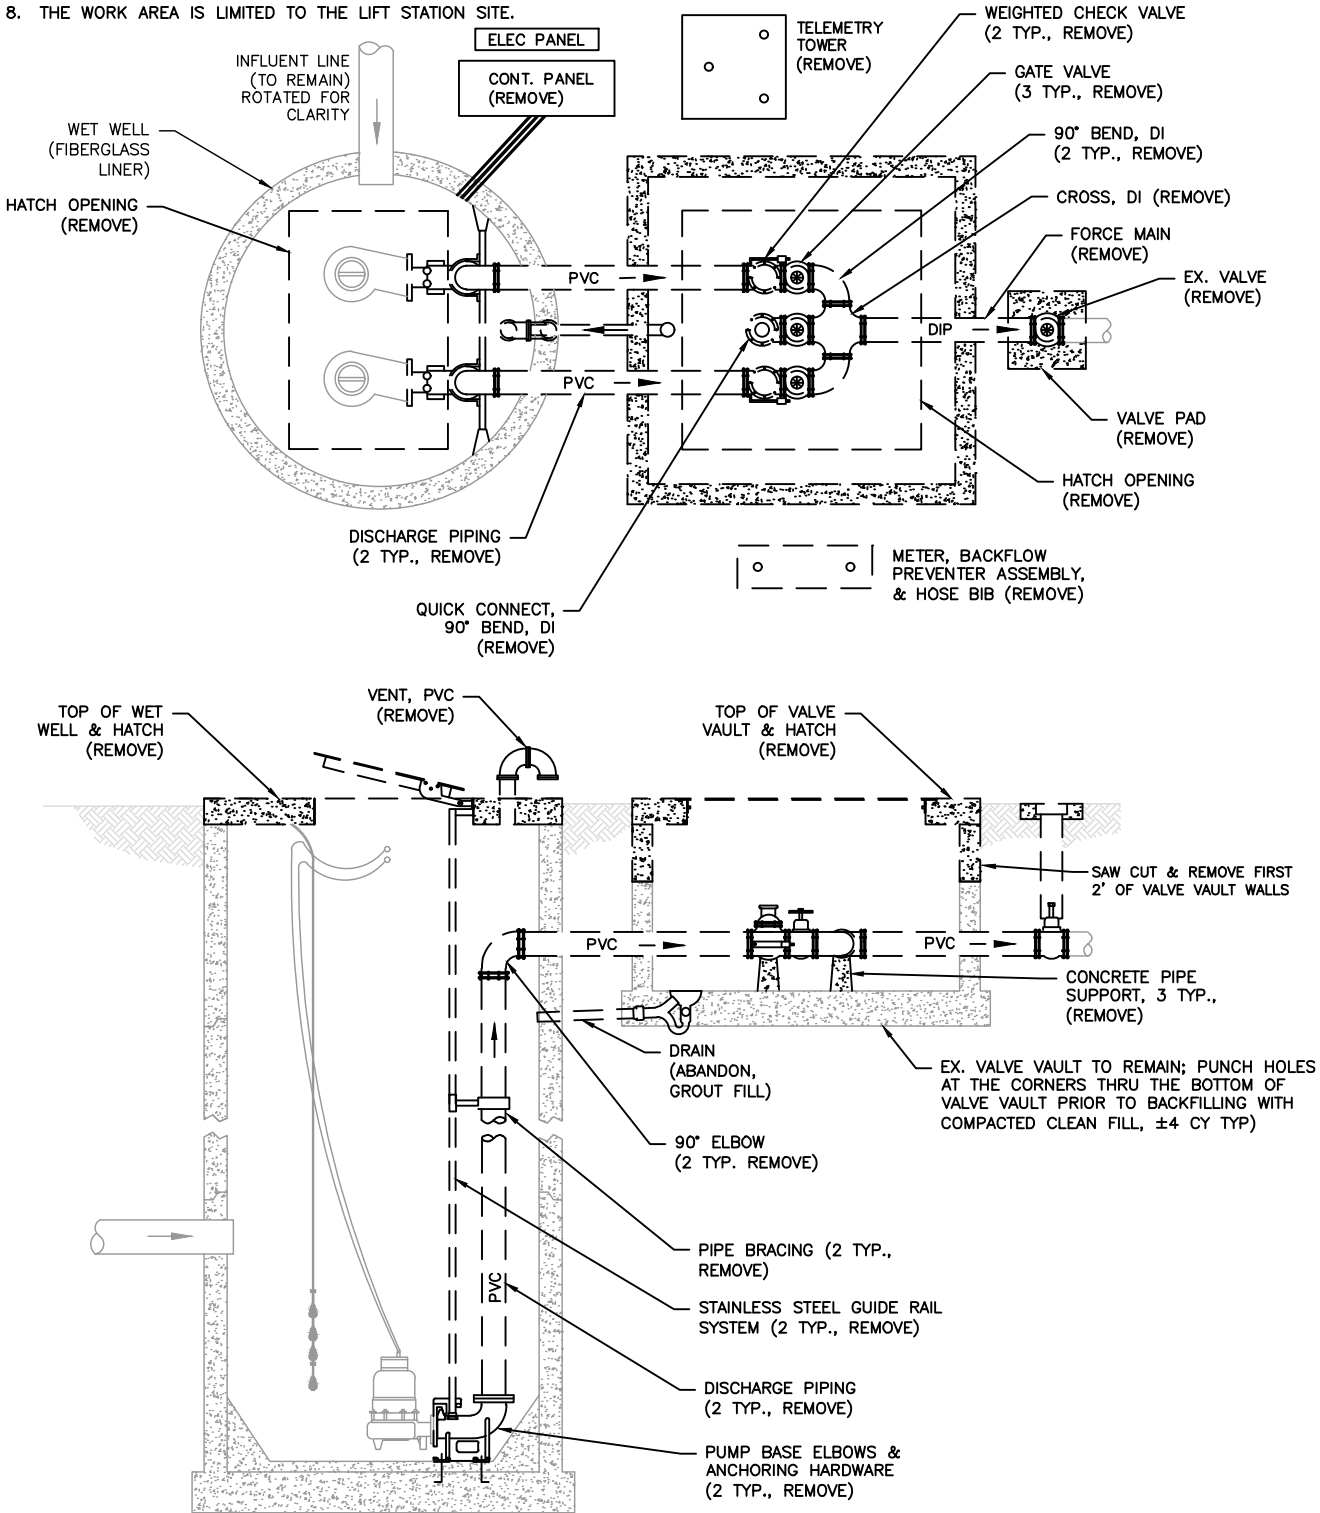 8. THE WORK AREA IS LIMITED TO THE LIFT STATION SITE.
ELEC PANEL
CONT. PANEL
(REMOVE)
INFLUENT LINE
(TO REMAIN)
ROTATED FOR
CLARITY
WET WELL
(FIBERGLASS
LINER)
HATCH OPENING
(REMOVE)
TELEMETRY
TOWER
(REMOVE)
WEIGHTED CHECK VALVE
(2 TYP., REMOVE)
GATE VALVE
(3 TYP., REMOVE)
90° BEND, DI
(2 TYP., REMOVE)
CROSS, DI (REMOVE)
FORCE MAIN
(REMOVE)
EX. VALVE
(REMOVE)
PVC
DIP
PVC
VALVE PAD
(REMOVE)
HATCH OPENING
(REMOVE)
DISCHARGE PIPING
(2 TYP., REMOVE)
METER, BACKFLOW
PREVENTER ASSEMBLY,
& HOSE BIB (REMOVE)
QUICK CONNECT,
90° BEND, DI
(REMOVE)
TOP OF WET
WELL & HATCH
(REMOVE)
VENT, PVC
(REMOVE)
TOP OF VALVE
VAULT & HATCH
(REMOVE)
SAW CUT & REMOVE FIRST
2' OF VALVE VAULT WALLS
PVC
PVC
CONCRETE PIPE
SUPPORT, 3 TYP.,
(REMOVE)
DRAIN
(ABANDON,
GROUT FILL)
EX. VALVE VAULT TO REMAIN; PUNCH HOLES
AT THE CORNERS THRU THE BOTTOM OF
VALVE VAULT PRIOR TO BACKFILLING WITH
COMPACTED CLEAN FILL, ±4 CY TYP)
90° ELBOW
(2 TYP. REMOVE)
PIPE BRACING (2 TYP.,
REMOVE)
PVC
STAINLESS STEEL GUIDE RAIL
SYSTEM (2 TYP., REMOVE)
DISCHARGE PIPING
(2 TYP., REMOVE)
PUMP BASE ELBOWS &
ANCHORING HARDWARE
(2 TYP., REMOVE)